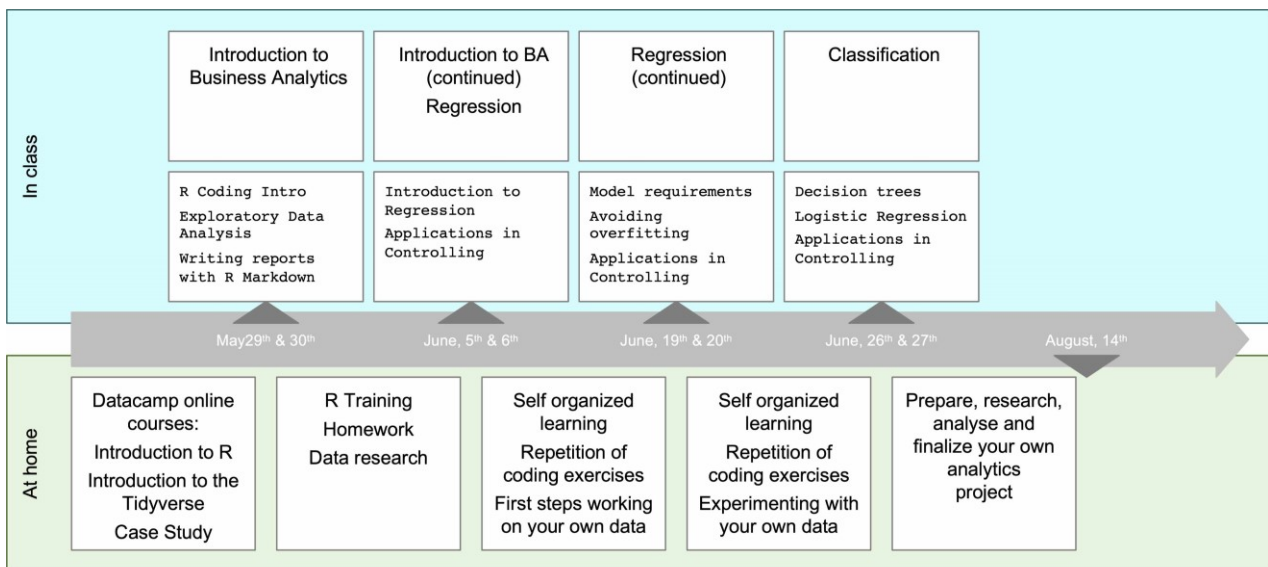 In class
Introduction to
Business Analytics
Introduction to BA
(continued)
Regression
Regression
(continued)
Classification
R Coding Intro
Exploratory Data
Analysis
Writing reports
with R Markdown
Introduction to
Regression
Applications in
Controlling
Model requirements
Avoiding
overfitting
Applications in
Controlling
Decision trees
Logistic Regression
Applications in
Controlling
May29th & 30th
June, 5th & 6th
June, 19th & 20th
June, 26th & 27th
August, 14th
At home
Datacamp online
courses:
Introduction to R
Introduction to the
Tidyverse
Case Study
R Training
Homework
Data research
Self organized
learning
Repetition of
coding exercises
First steps working
on your own data
Self organized
learning
Repetition of
coding exercises
Experimenting with
your own data
Prepare, research,
analyse and
finalize your own
analytics
project